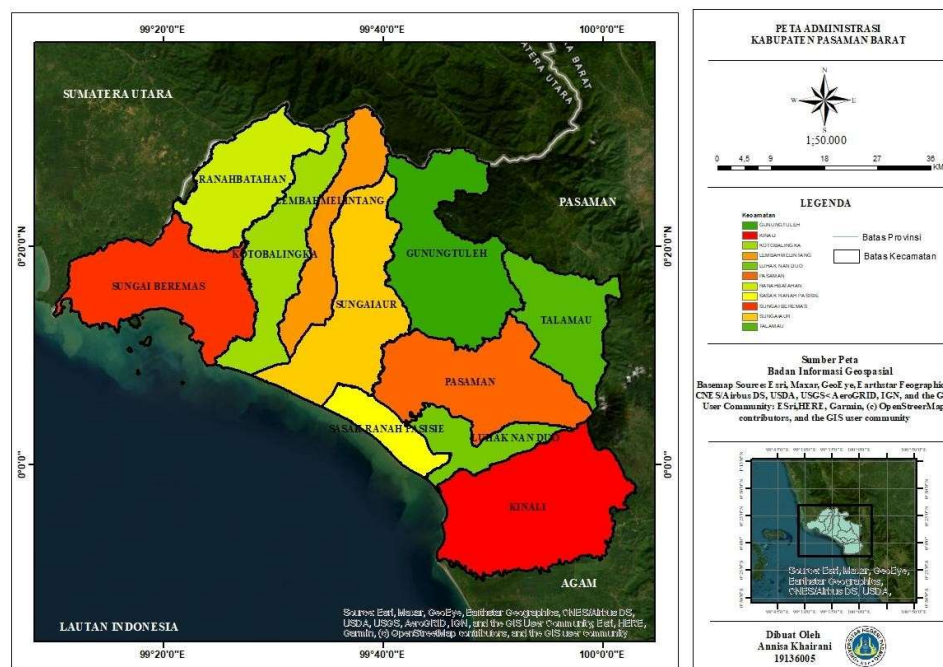 99°20'0"E 99°40'0"E 100°0'0"E
SUMATERA UTARA
RANAHBATAHAN
LEMBAHMELINTANG
PASAMAN
0°20'0"N
KOTOBALINGKA
GUNUNGTULEH
0°20'0"N
SUNGAI BEREMAS
SUNGAIAUR
TALAMAU
PASAMAN
SASAK RANAH PASISIE
LUHAK NAN DUO
0°0'0"N
0°0'0"N
KINALI
AGAM
LAUTAN INDONESIA
Source: Esri, Maxar, GeoEye, Earthstar Geographics, CNES/Airbus DS,
USDA, USGS, AeroGRID, IGN, and the GIS User Community, Esri, HERE,
Garmin, (c) OpenStreetMap contributors, and the GIS user community
99°20'0"E 99°40'0"E 100°0'0"E
PETA ADMINISTRASI
KABUPATEN PASAMAN BARAT
N
W E
S
1;50.000
0 4,5 9 18 27 36
KM
LEGENDA
Kecamatan
GUNUNGTULEH
KINALI
KOTOBALINGKA
LEMBAHMELINTANG
LUHAK NAN DUO
PASAMAN
RANAHBATAHAN
SASAK RANAH PASISIE
SUNGAI BEREMAS
SUNGAIAUR
TALAMAU
Batas Provinsi
Batas Kecamatan
Sumber Peta
Badan Informasi Geospasial
Basemap Source: Esri, Maxar, GeoEye, Earthstar Feographic
CNES/Airbus DS, USDA, USGS< AeroGRID, IGN, and the G
User Community: ESri,HERE, Garmin, (c) OpenStreerMap
contributors, and the GIS user community
Source: Esri, Maxar, GeoEye,
Earthstar Geographics,
CNES/Airbus DS, USDA,
Dibuat Oleh
Annisa Khairani
19136005